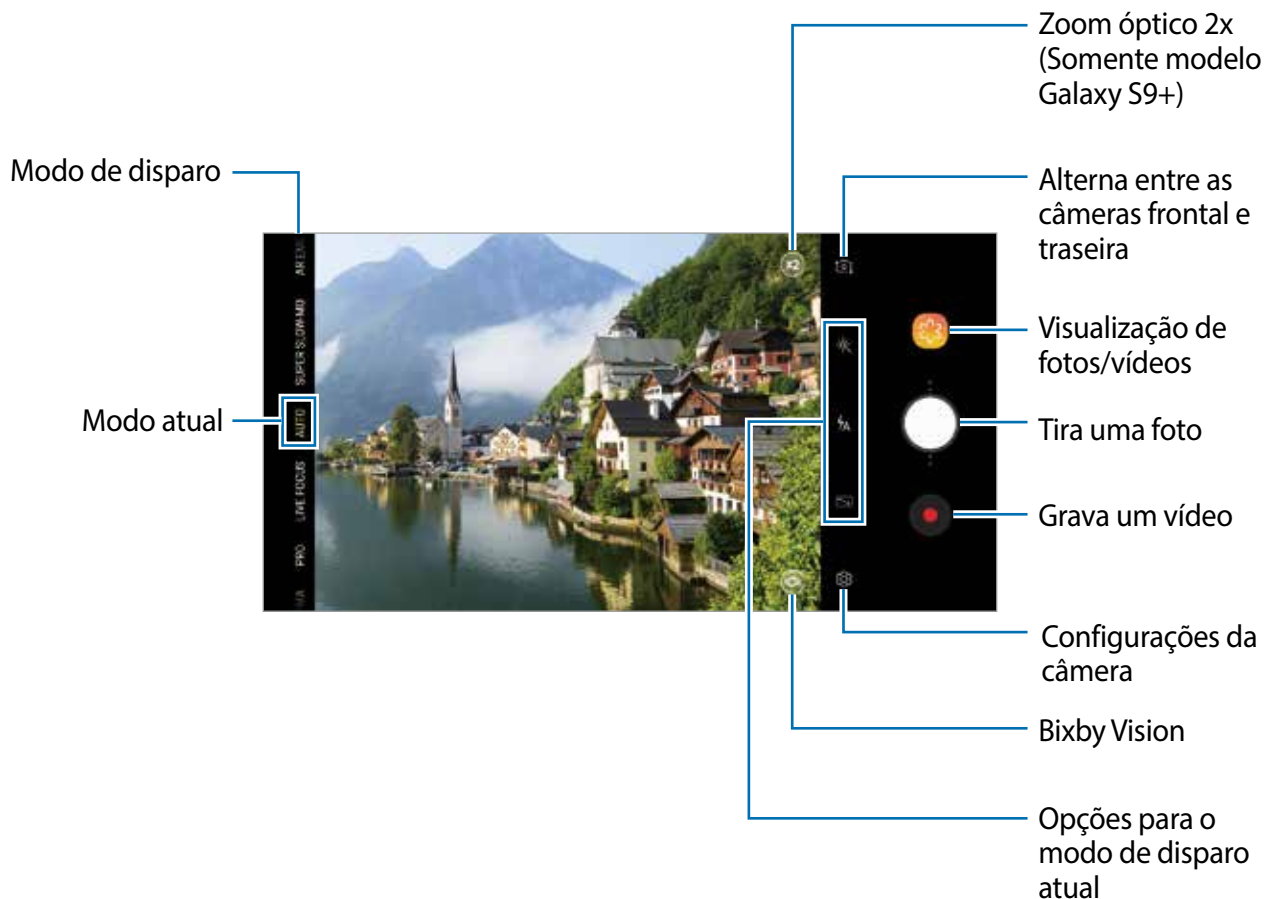 Zoom óptico 2x
(Somente modelo
Galaxy S9+)
Modo de disparo
Alterna entre as
câmeras frontal e
traseira
Visualização de
fotos/vídeos
Modo atual
Tira uma foto
Grava um vídeo
Configurações da
câmera
Bixby Vision
Opções para o
modo de disparo
atual
AR
SUPER SLOW-MO
AUTO
LIVE FOCUS
PRO
x2